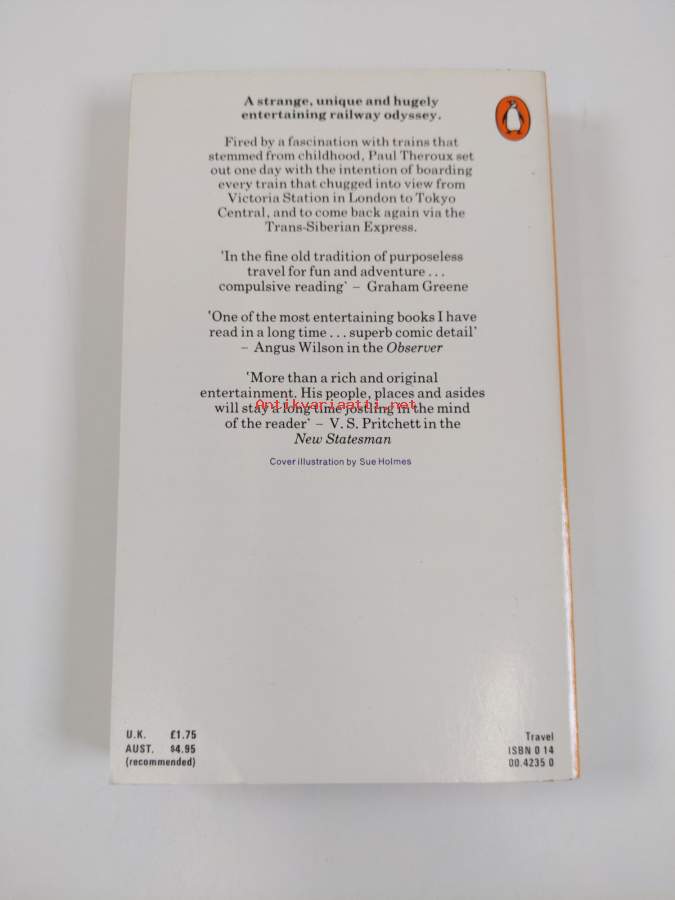 A strange, unique and hugely
entertaining railway odyssey.
Fired by a fascination with trains that
stemmed from childhood, Paul Theroux set
out one day with the intention of boarding
every train that chugged into view from
Victoria Station in London to Tokyo
Central, and to come back again via the
Trans-Siberian Express.
'In the fine old tradition of purposeless
travel for fun and adventure . . .
compulsive reading' – Graham Greene
'One of the most entertaining books I have
read in a long time . . . superb comic detail'
– Angus Wilson in the Observer
'More than a rich and original
entertainment. His people, places and asides
Antikvariaatti.net
will stay a long time jostling in the mind
of the reader' – V. S. Pritchett in the
New Statesman
Cover illustration by Sue Holmes
U.K. £1.75
AUST. $4.95
(recommended)
Travel
ISBN 0 14
00.4235 0